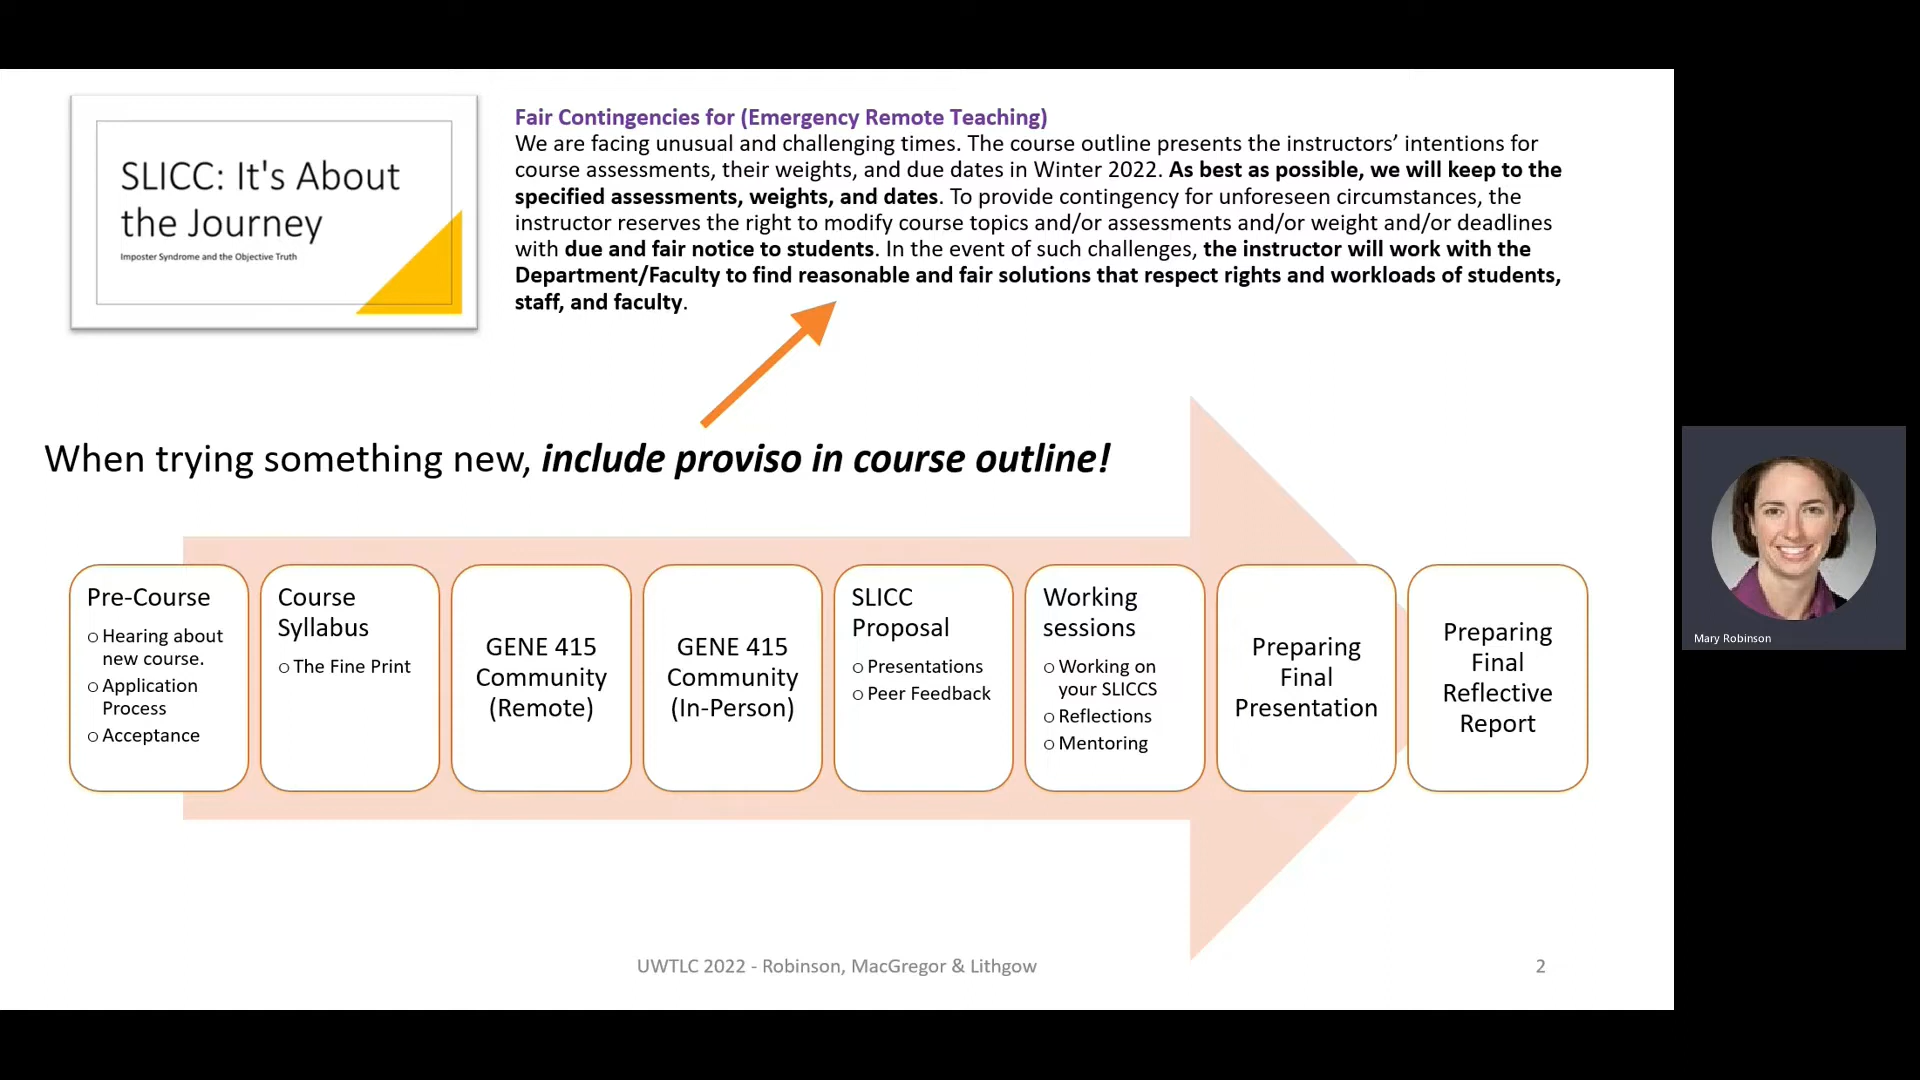 SLICC: It's About
the Journey
Imposter Syndrome and the Objective Truth
Fair Contingencies for (Emergency Remote Teaching)
We are facing unusual and challenging times. The course outline presents the instructors’ intentions for
course assessments, their weights, and due dates in Winter 2022. As best as possible, we will keep to the
specified assessments, weights, and dates. To provide contingency for unforeseen circumstances, the
instructor reserves the right to modify course topics and/or assessments and/or weight and/or deadlines
with due and fair notice to students. In the event of such challenges, the instructor will work with the
Department/Faculty to find reasonable and fair solutions that respect rights and workloads of students,
staff, and faculty.
When trying something new, include proviso in course outline!
Pre-Course
○ Hearing about
new course.
○ Application
Process
○ Acceptance
Course
Syllabus
○ The Fine Print
GENE 415
Community
(Remote)
GENE 415
Community
(In-Person)
SLICC
Proposal
○ Presentations
○ Peer Feedback
Working
sessions
○ Working on
your SLICCS
○ Reflections
○ Mentoring
Preparing
Final
Presentation
Preparing
Final
Reflective
Report
Mary Robinson
UWTLC 2022 - Robinson, MacGregor & Lithgow
2